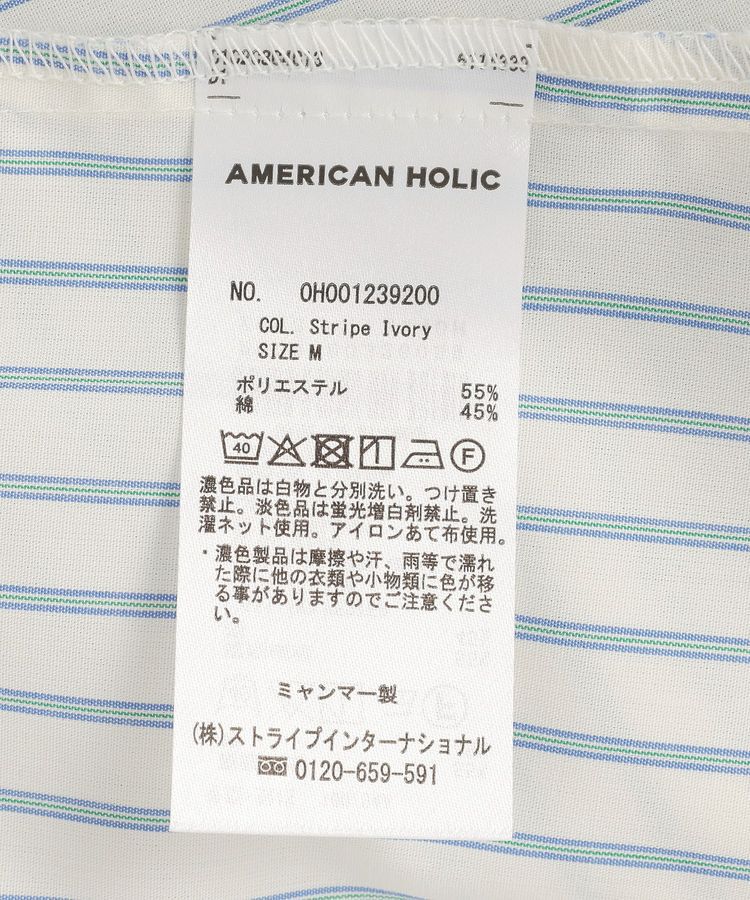 AMERICAN HOLIC
NO. 0H001239200
COL. Stripe Ivory
SIZE M
ポリエステル 55%
綿 45%
40 F
濃色品は白物と分別洗い。つけ置き
禁止。淡色品は蛍光増白剤禁止。洗
濯ネット使用。アイロンあて布使用。
・濃色製品は摩擦や汗、雨等で濡れ
た際に他の衣類や小物類に色が移
る事がありますのでご注意くださ
い。
ミャンマー製
(株)ストライプインターナショナル
0120-659-591